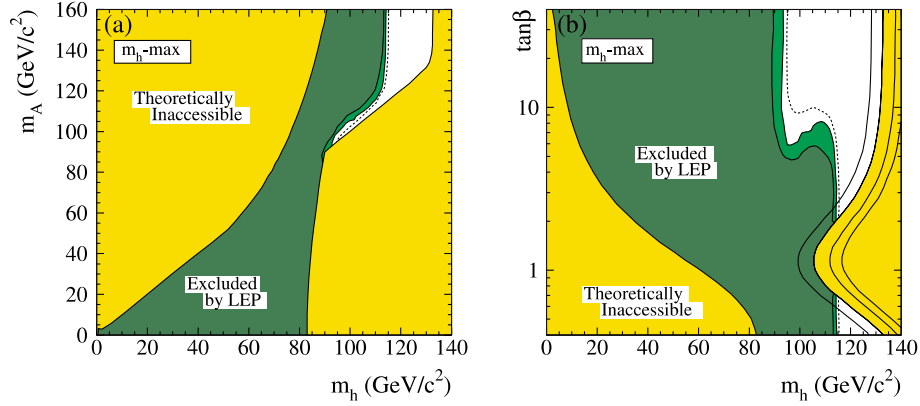 (a)
m_h-max
Theoretically
Inaccessible
Excluded
by LEP
m_A (GeV/c²)
160
140
120
100
80
60
40
20
0
0 20 40 60 80 100 120 140
m_h (GeV/c²)
(b)
m_h-max
Excluded
by LEP
Theoretically
Inaccessible
tanβ
10
1
0 20 40 60 80 100 120 140
m_h (GeV/c²)